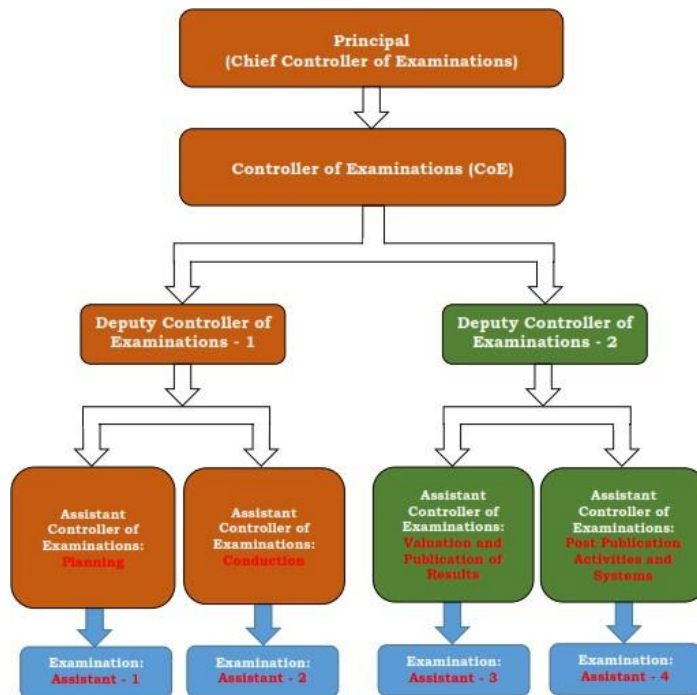 Principal
(Chief Controller of Examinations)
Controller of Examinations (CoE)
Deputy Controller of
Examinations - 1
Deputy Controller of
Examinations - 2
Assistant
Controller of
Examinations:
Planning
Assistant
Controller of
Examinations:
Conduction
Assistant
Controller of
Examinations:
Valuation and
Publication of
Results
Assistant
Controller of
Examinations:
Post Publication
Activities and
Systems
Examination:
Assistant - 1
Examination:
Assistant - 2
Examination:
Assistant - 3
Examination:
Assistant - 4